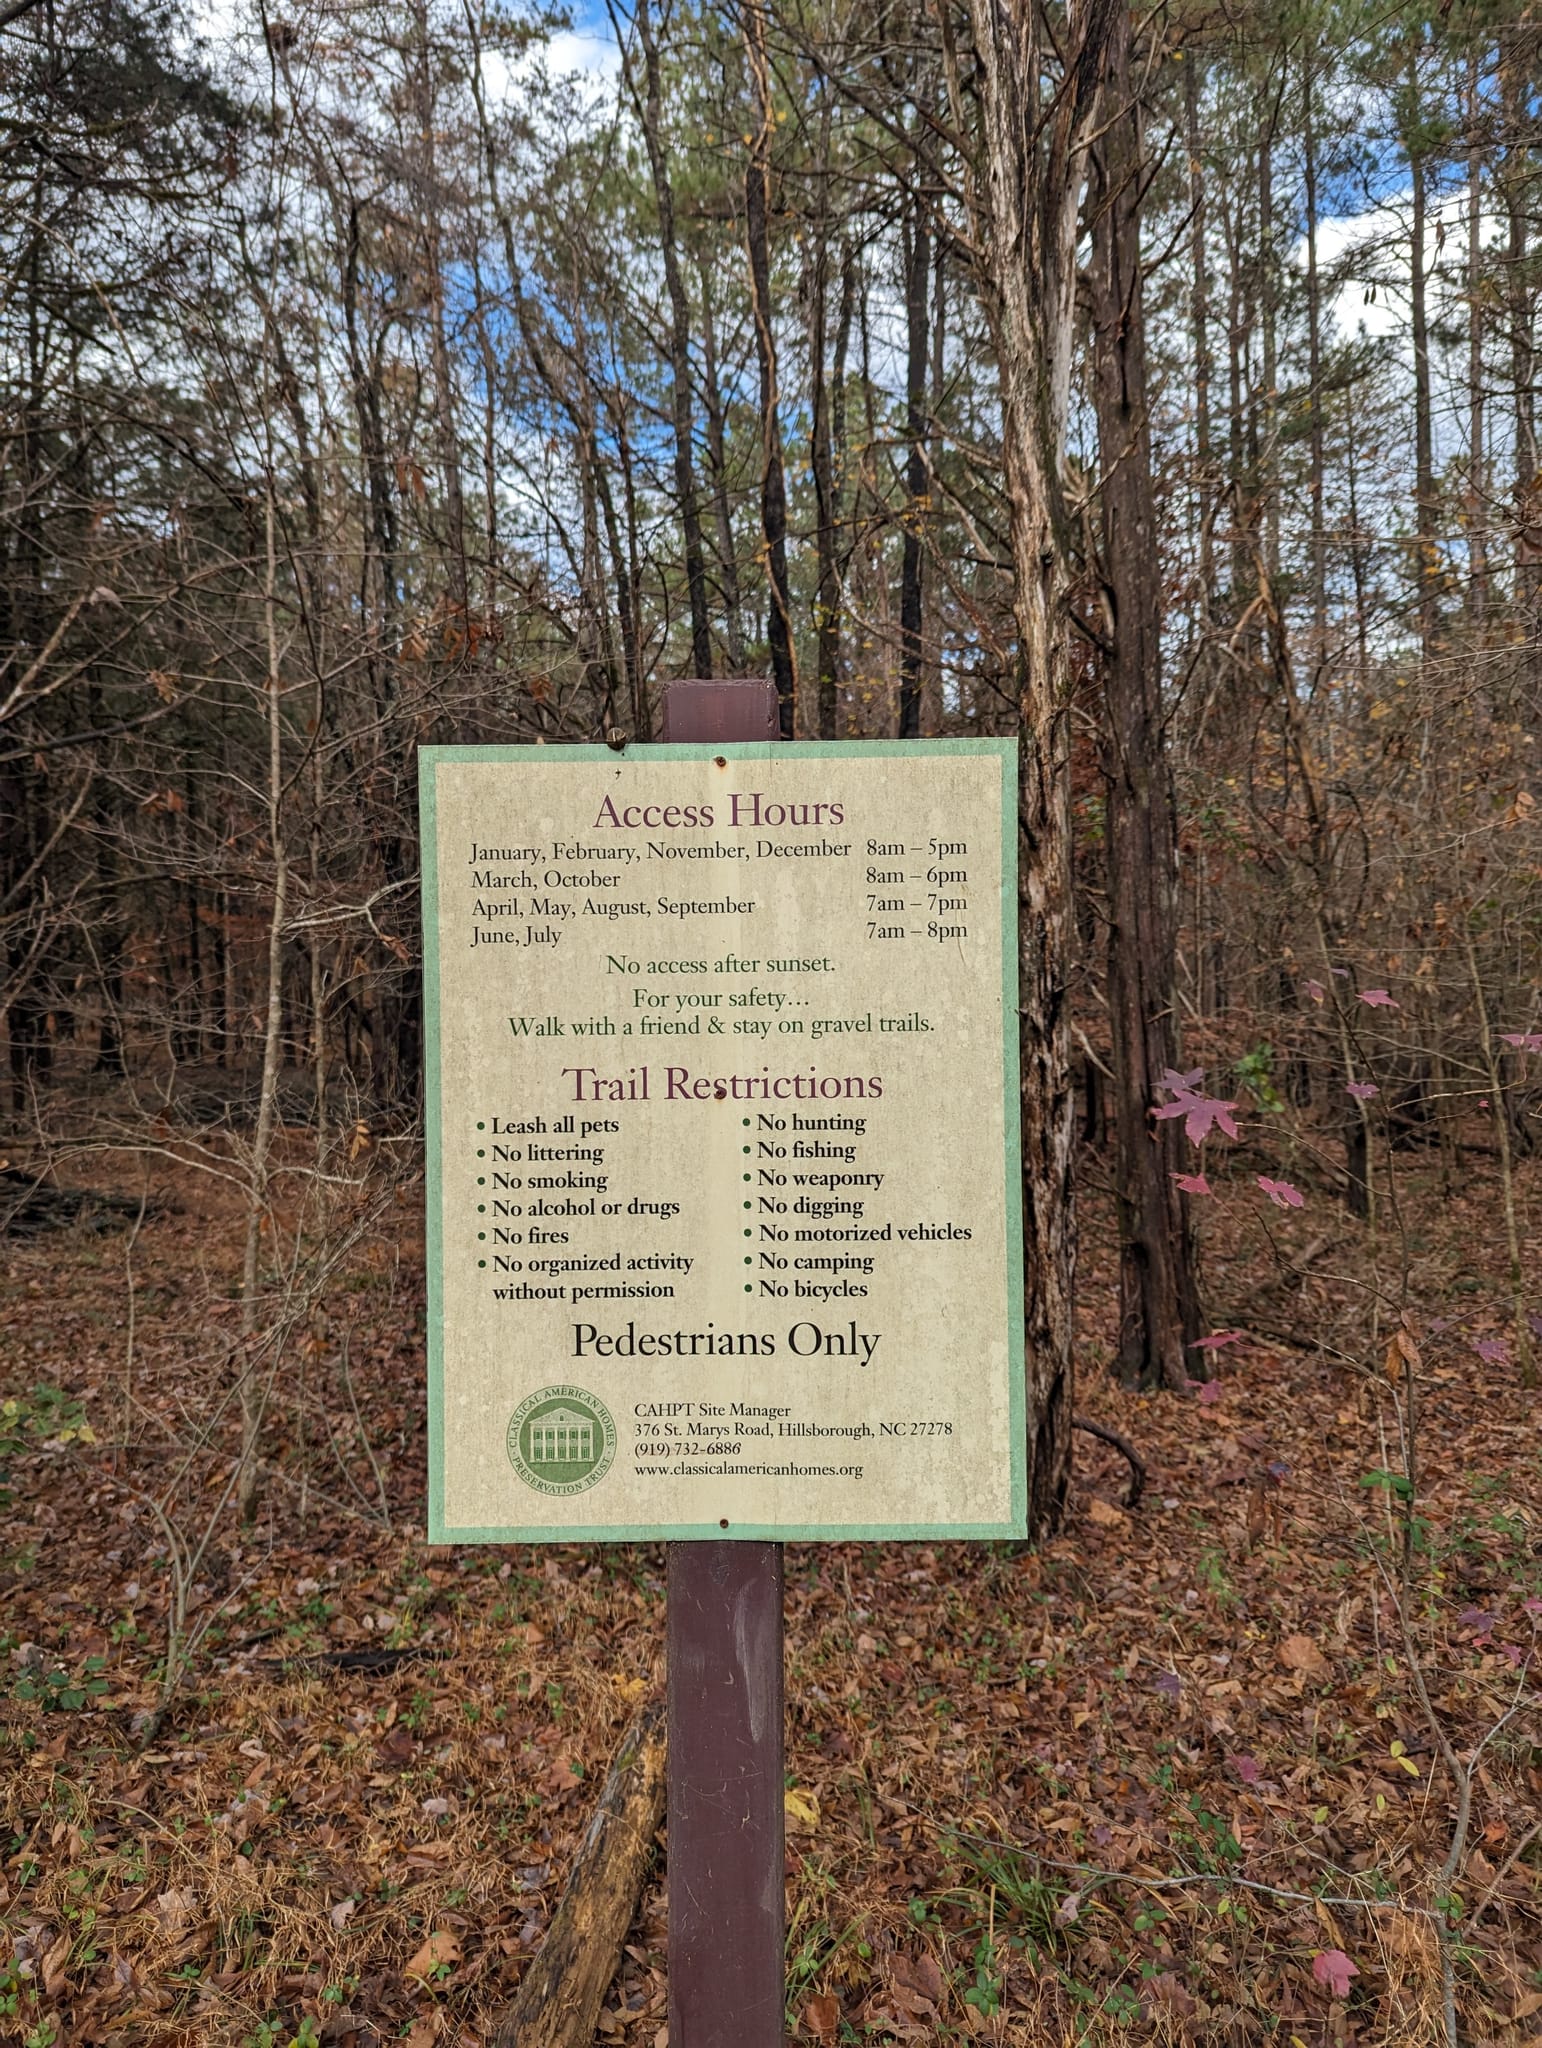 Access Hours
January, February, November, December 8am – 5pm
March, October 8am – 6pm
April, May, August, September 7am – 7pm
June, July 7am – 8pm
No access after sunset.
For your safety…
Walk with a friend & stay on gravel trails.
Trail Restrictions
• Leash all pets
• No littering
• No smoking
• No alcohol or drugs
• No fires
• No organized activity
without permission
• No hunting
• No fishing
• No weaponry
• No digging
• No motorized vehicles
• No camping
• No bicycles
Pedestrians Only
CLASSICAL AMERICAN HOMES
PRESERVATION TRUST
CAHPT Site Manager
376 St. Marys Road, Hillsborough, NC 27278
(919) 732-6886
www.classicalamericanhomes.org